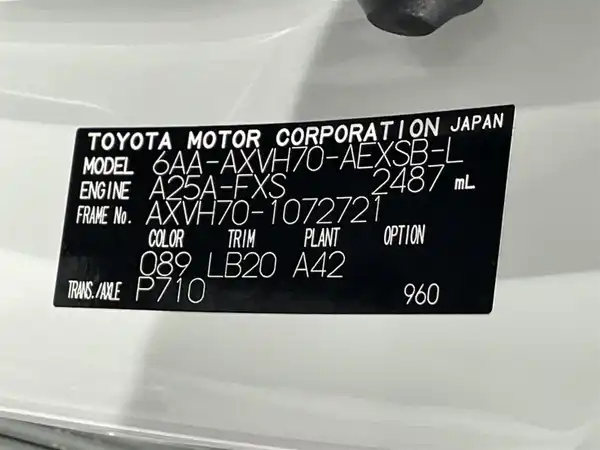 TOYOTA MOTOR CORPORATION JAPAN
MODEL 6AA-AXVH70-AEXSB-L
ENGINE A25A-FXS 2487 mL
FRAME No. AXVH70-1072721
COLOR TRIM PLANT OPTION
089 LB20 A42
TRANS./AXLE P710 960